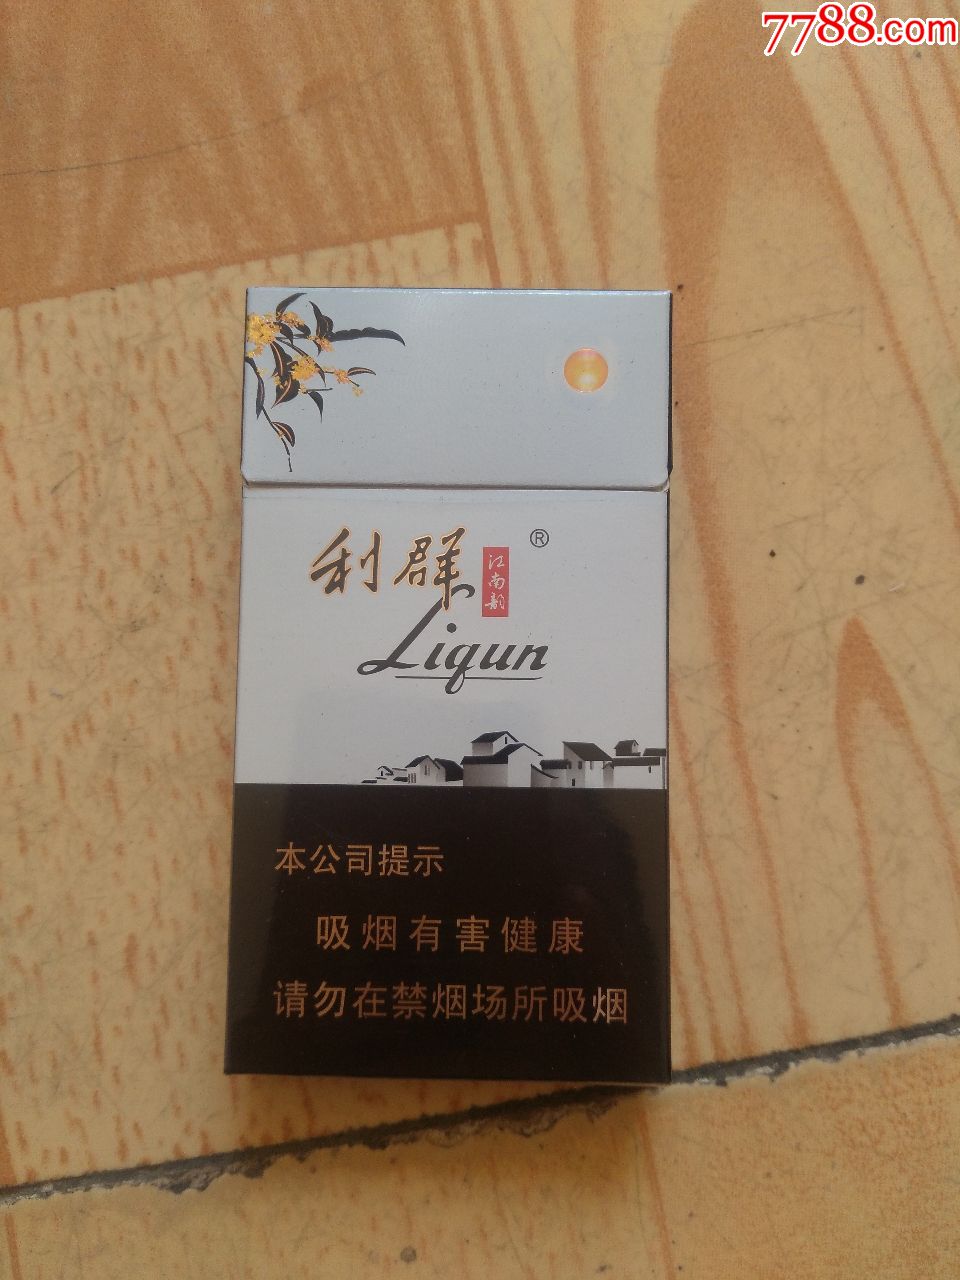 7788.com
利群
江南韵
®
Liqun
本公司提示
吸烟有害健康
请勿在禁烟场所吸烟